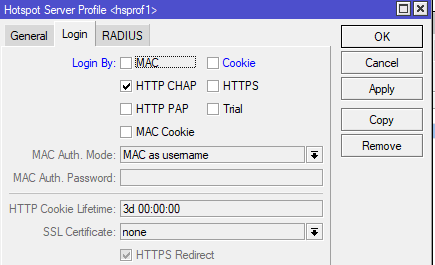 Hotspot Server Profile <hsprof1>
General Login RADIUS
OK
Login By: MAC Cookie
Cancel
HTTP CHAP HTTPS
Apply
HTTP PAP Trial
Copy
MAC Cookie
Remove
MAC Auth. Mode: MAC as username
MAC Auth. Password:
HTTP Cookie Lifetime: 3d 00:00:00
SSL Certificate: none
HTTPS Redirect